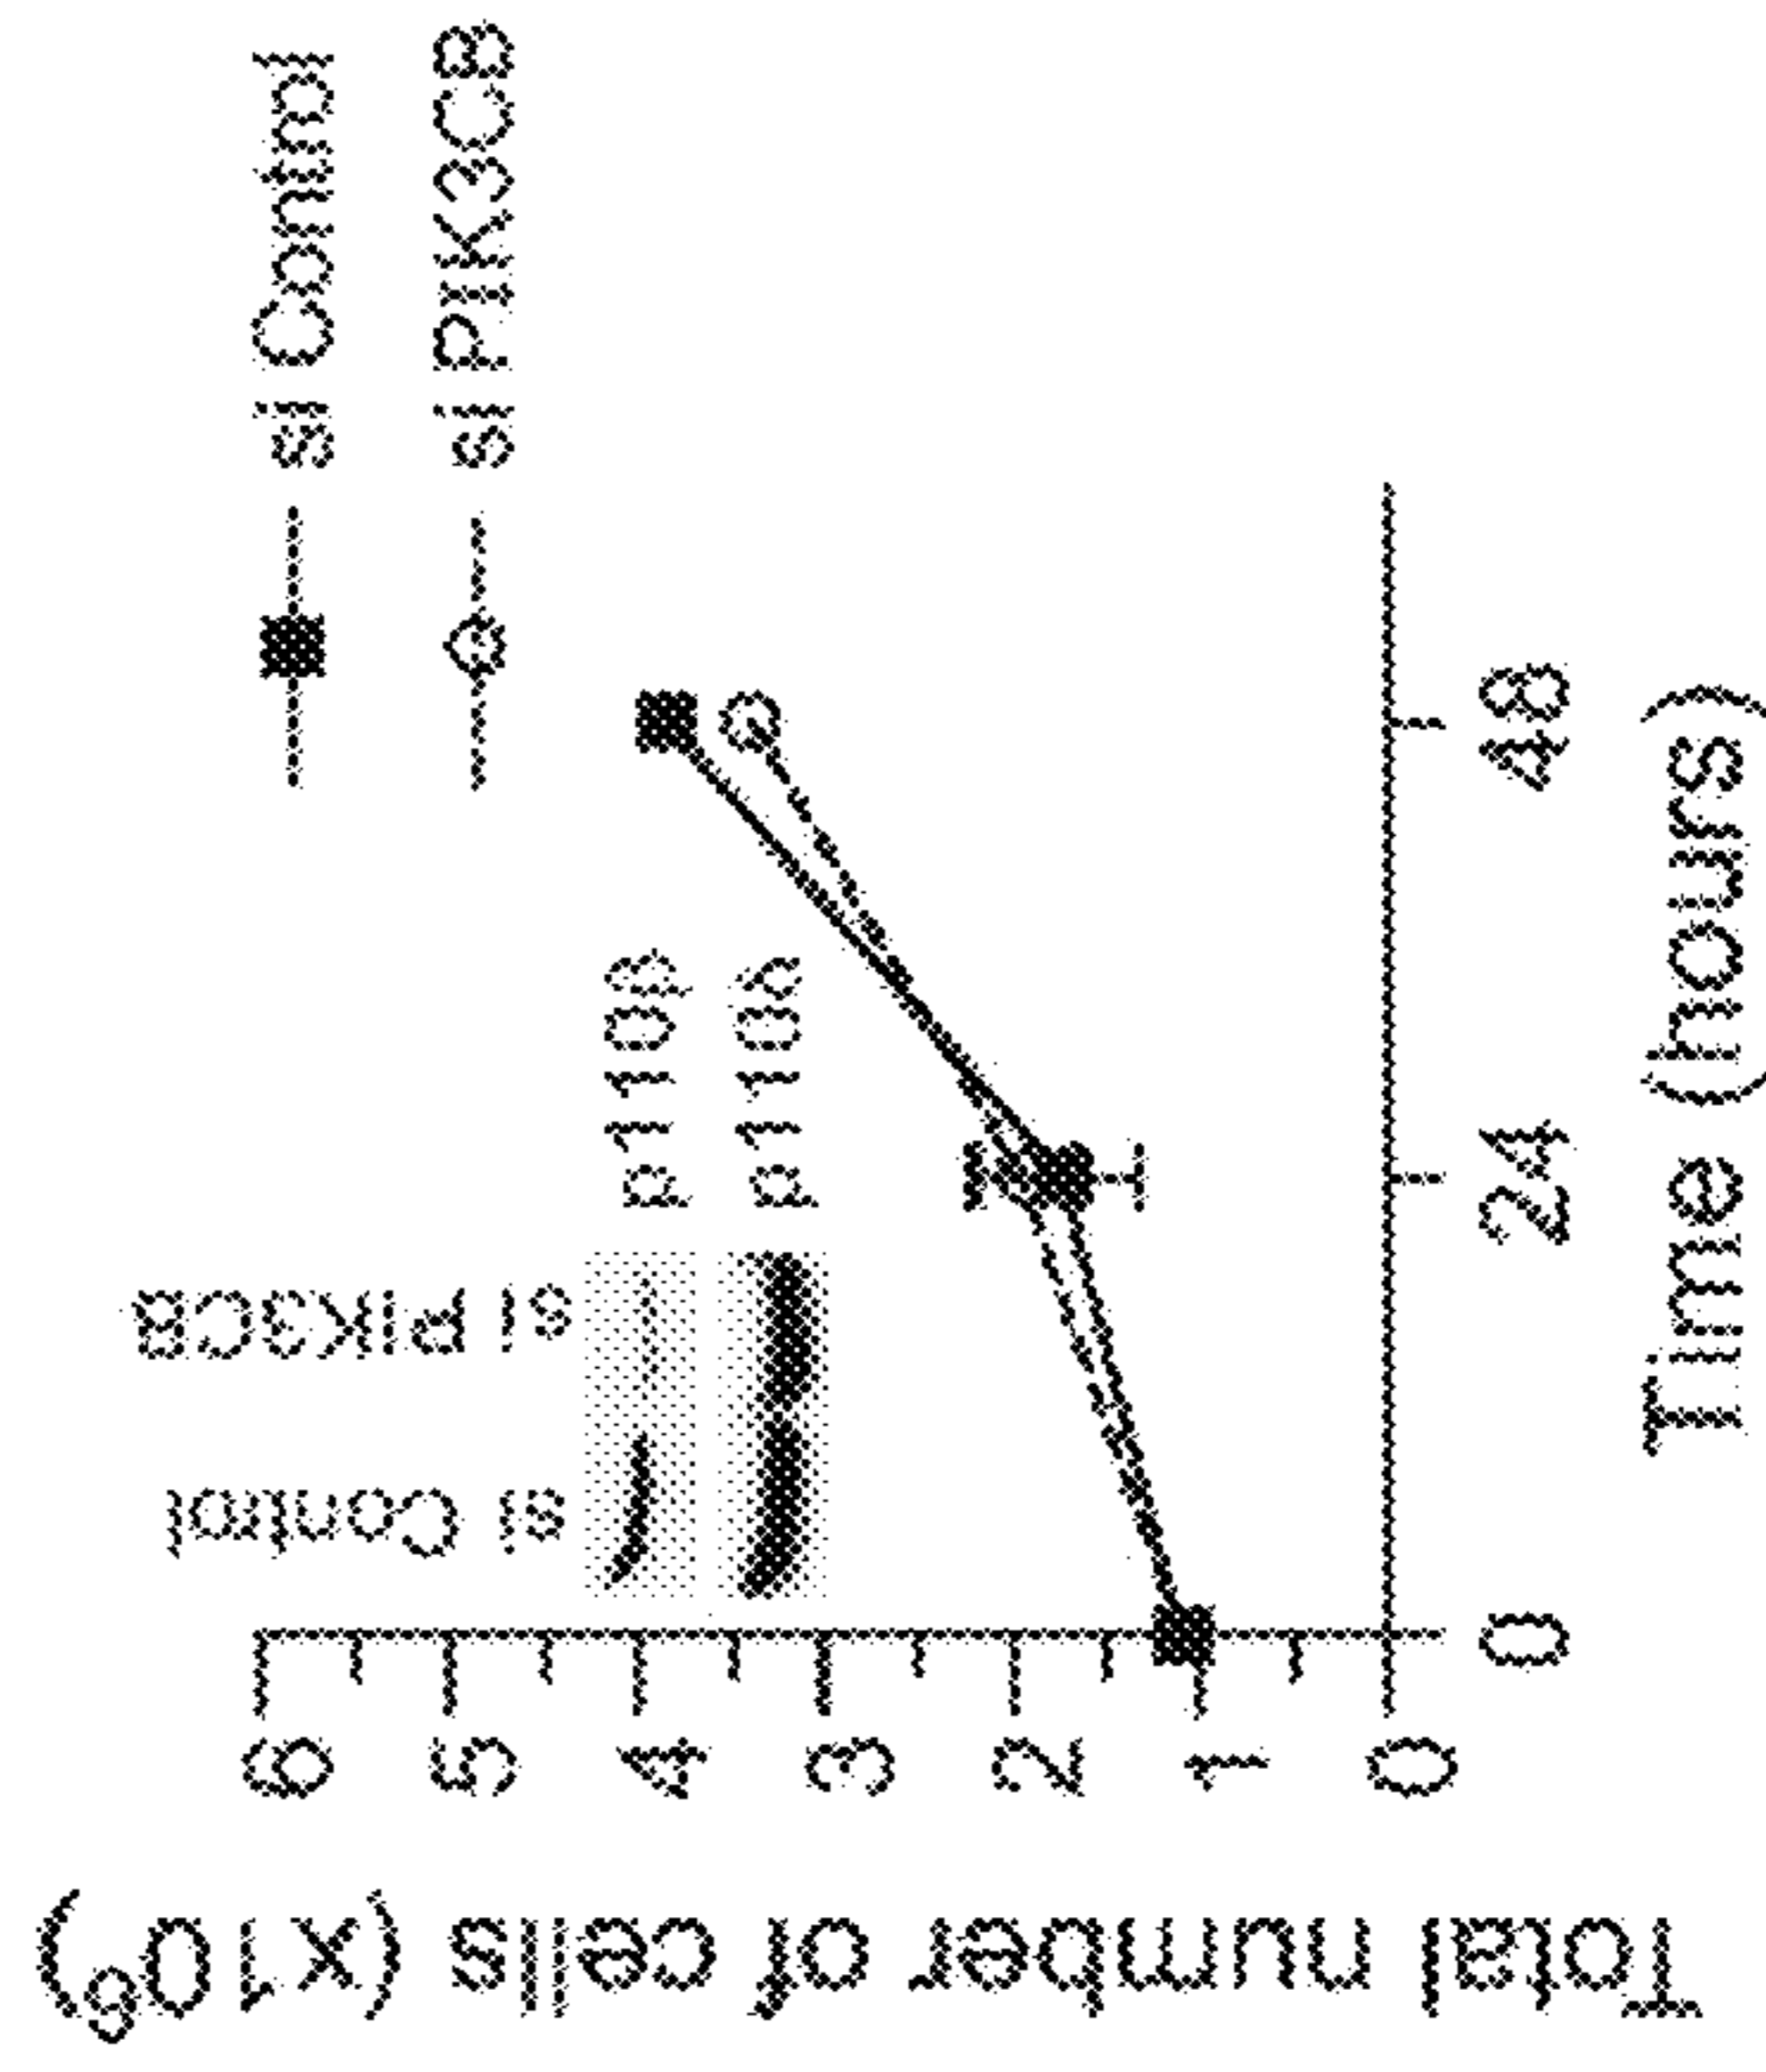 si Control
si PIK3CB
si Control
si PIK3CB
p110β
p110δ
6
5
4
3
2
1
0
0
24
48
Time (hours)
Total number of cells (x10⁶)